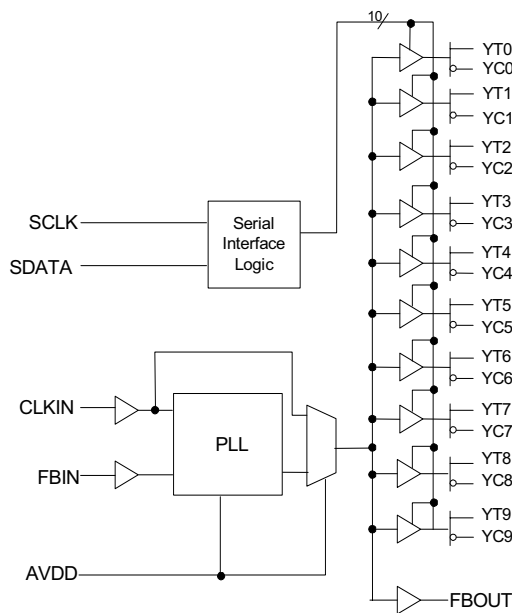 10
YT0
YC0
YT1
YC1
YT2
YC2
SCLK
SDATA
Serial
Interface
Logic
YT3
YC3
YT4
YC4
YT5
YC5
YT6
YC6
CLKIN
FBIN
PLL
YT7
YC7
YT8
YC8
YT9
YC9
AVDD
FBOUT